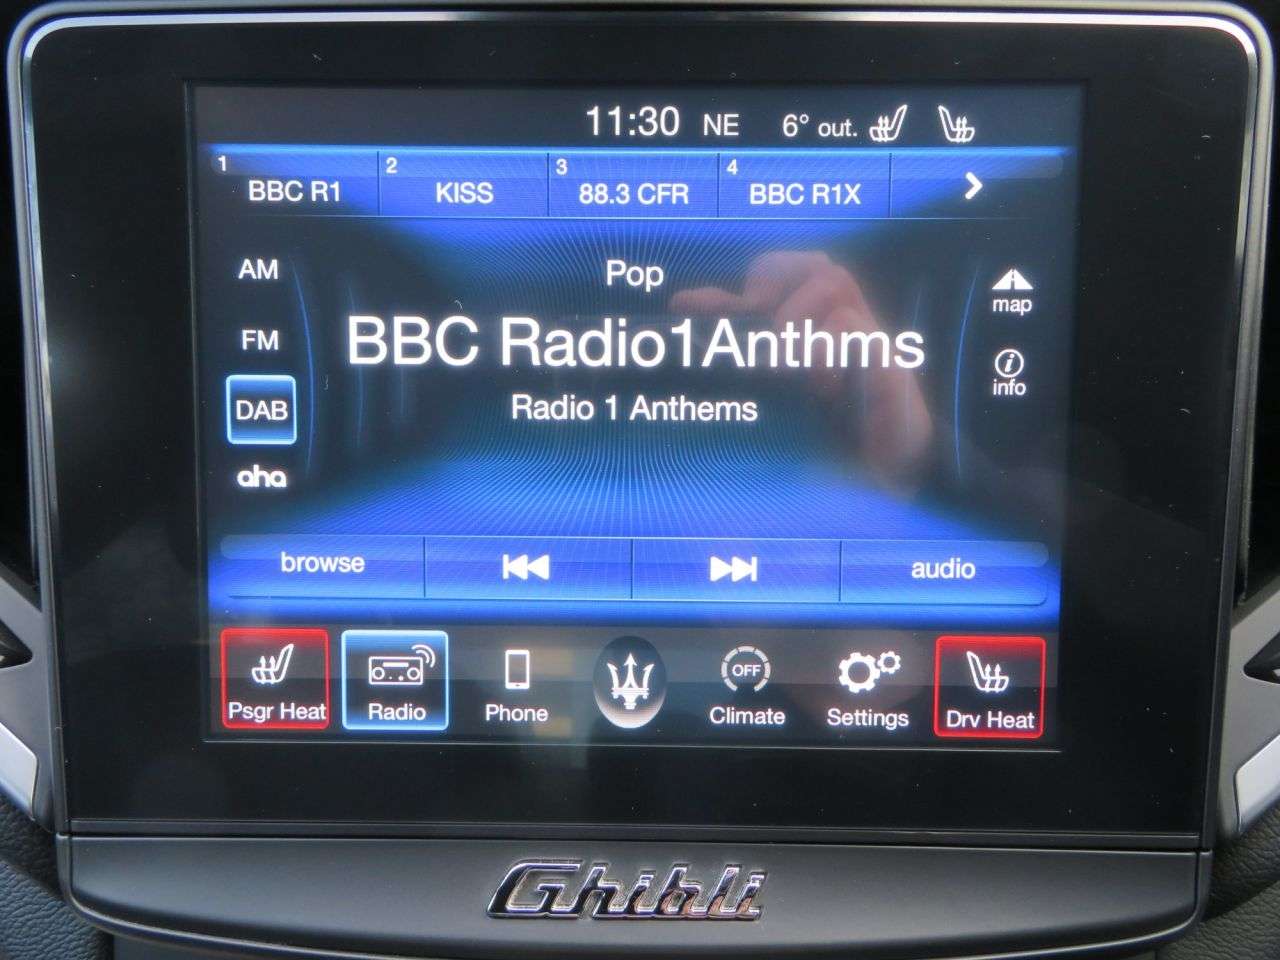 11:30 NE 6° out.
1 BBC R1 2 KISS 3 88.3 CFR 4 BBC R1X
AM
Pop
map
FM
BBC Radio1Anthms
info
DAB
Radio 1 Anthems
aha
browse audio
Psgr Heat Radio Phone OFF Climate Settings Drv Heat
Ghibli